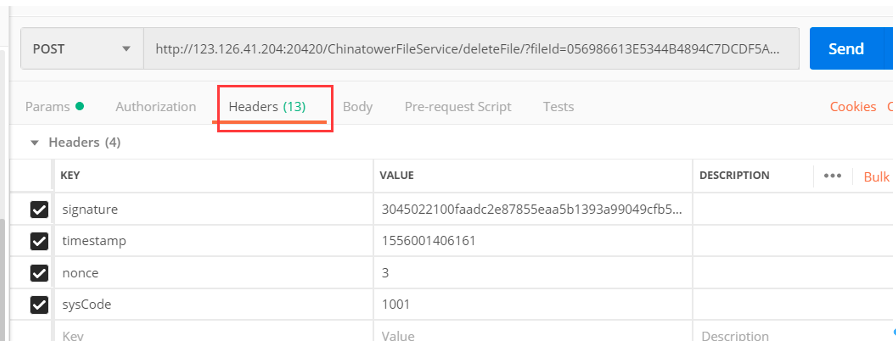 POST http://123.126.41.204:20420/ChinatowerFileService/deleteFile/?fileId=056986613E5344B4894C7DCDF5A... Send
Params Authorization Headers (13) Body Pre-request Script Tests Cookies
Headers (4)
KEY VALUE DESCRIPTION ••• Bulk
signature 3045022100faadc2e87855eaa5b1393a99049cfb5...
timestamp 1556001406161
nonce 3
sysCode 1001
Key Value Description